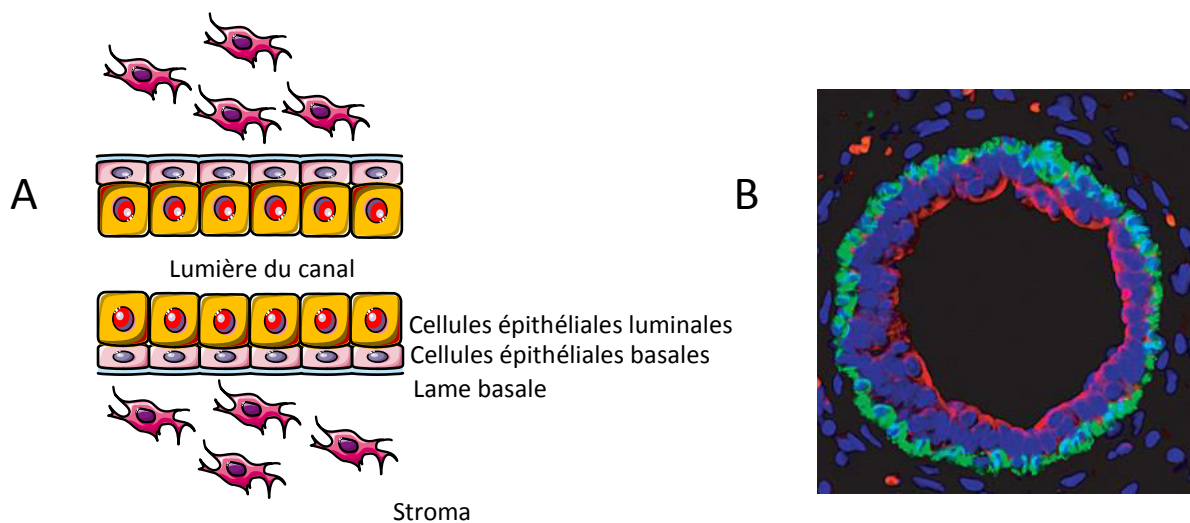 A
B
Lumière du canal
Cellules épithéliales luminales
Cellules épithéliales basales
Lame basale
Stroma